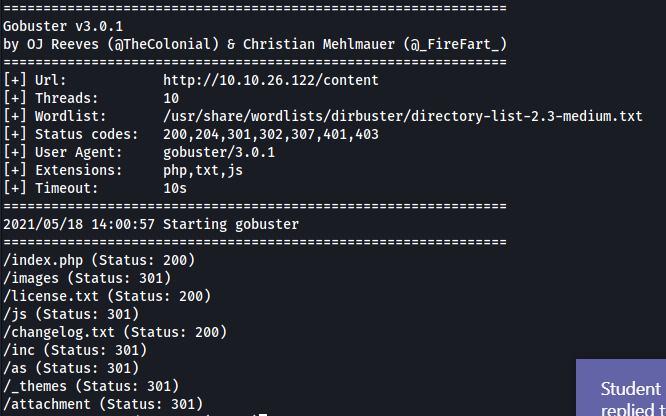 ===============================================================
Gobuster v3.0.1
by OJ Reeves (@TheColonial) & Christian Mehlmauer (@_FireFart_)
===============================================================
[+] Url:            http://10.10.26.122/content
[+] Threads:        10
[+] Wordlist:       /usr/share/wordlists/dirbuster/directory-list-2.3-medium.txt
[+] Status codes:   200,204,301,302,307,401,403
[+] User Agent:     gobuster/3.0.1
[+] Extensions:     php,txt,js
[+] Timeout:        10s
===============================================================
2021/05/18 14:00:57 Starting gobuster
===============================================================
/index.php (Status: 200)
/images (Status: 301)
/license.txt (Status: 200)
/js (Status: 301)
/changelog.txt (Status: 200)
/inc (Status: 301)
/as (Status: 301)
/_themes (Status: 301)
/attachment (Status: 301)
Student
replied t